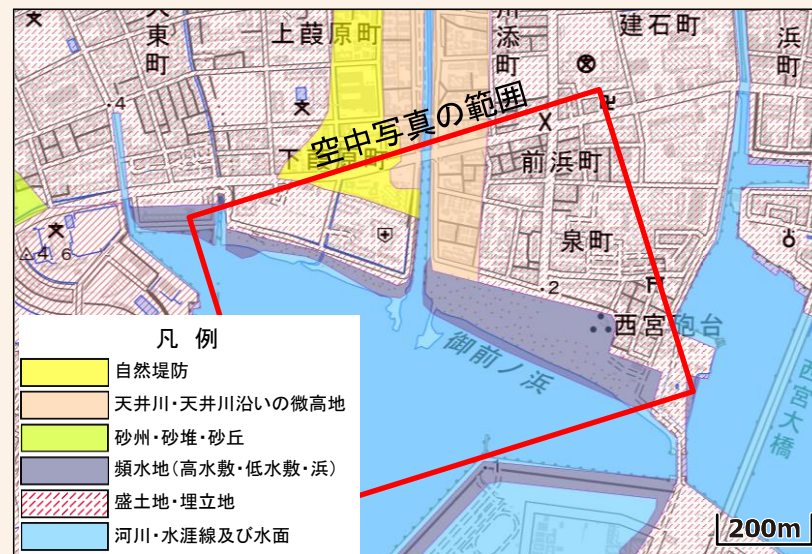 大東町
上葭原町
川添町
建石町
浜町
・4
空中写真の範囲
下葭原町
前浜町
泉町
△4.6
・2
西宮砲台
御前ノ浜
西宮大橋
凡 例
自然堤防
天井川・天井川沿いの微高地
砂州・砂堆・砂丘
頻水地(高水敷・低水敷・浜)
盛土地・埋立地
河川・水涯線及び水面
200m